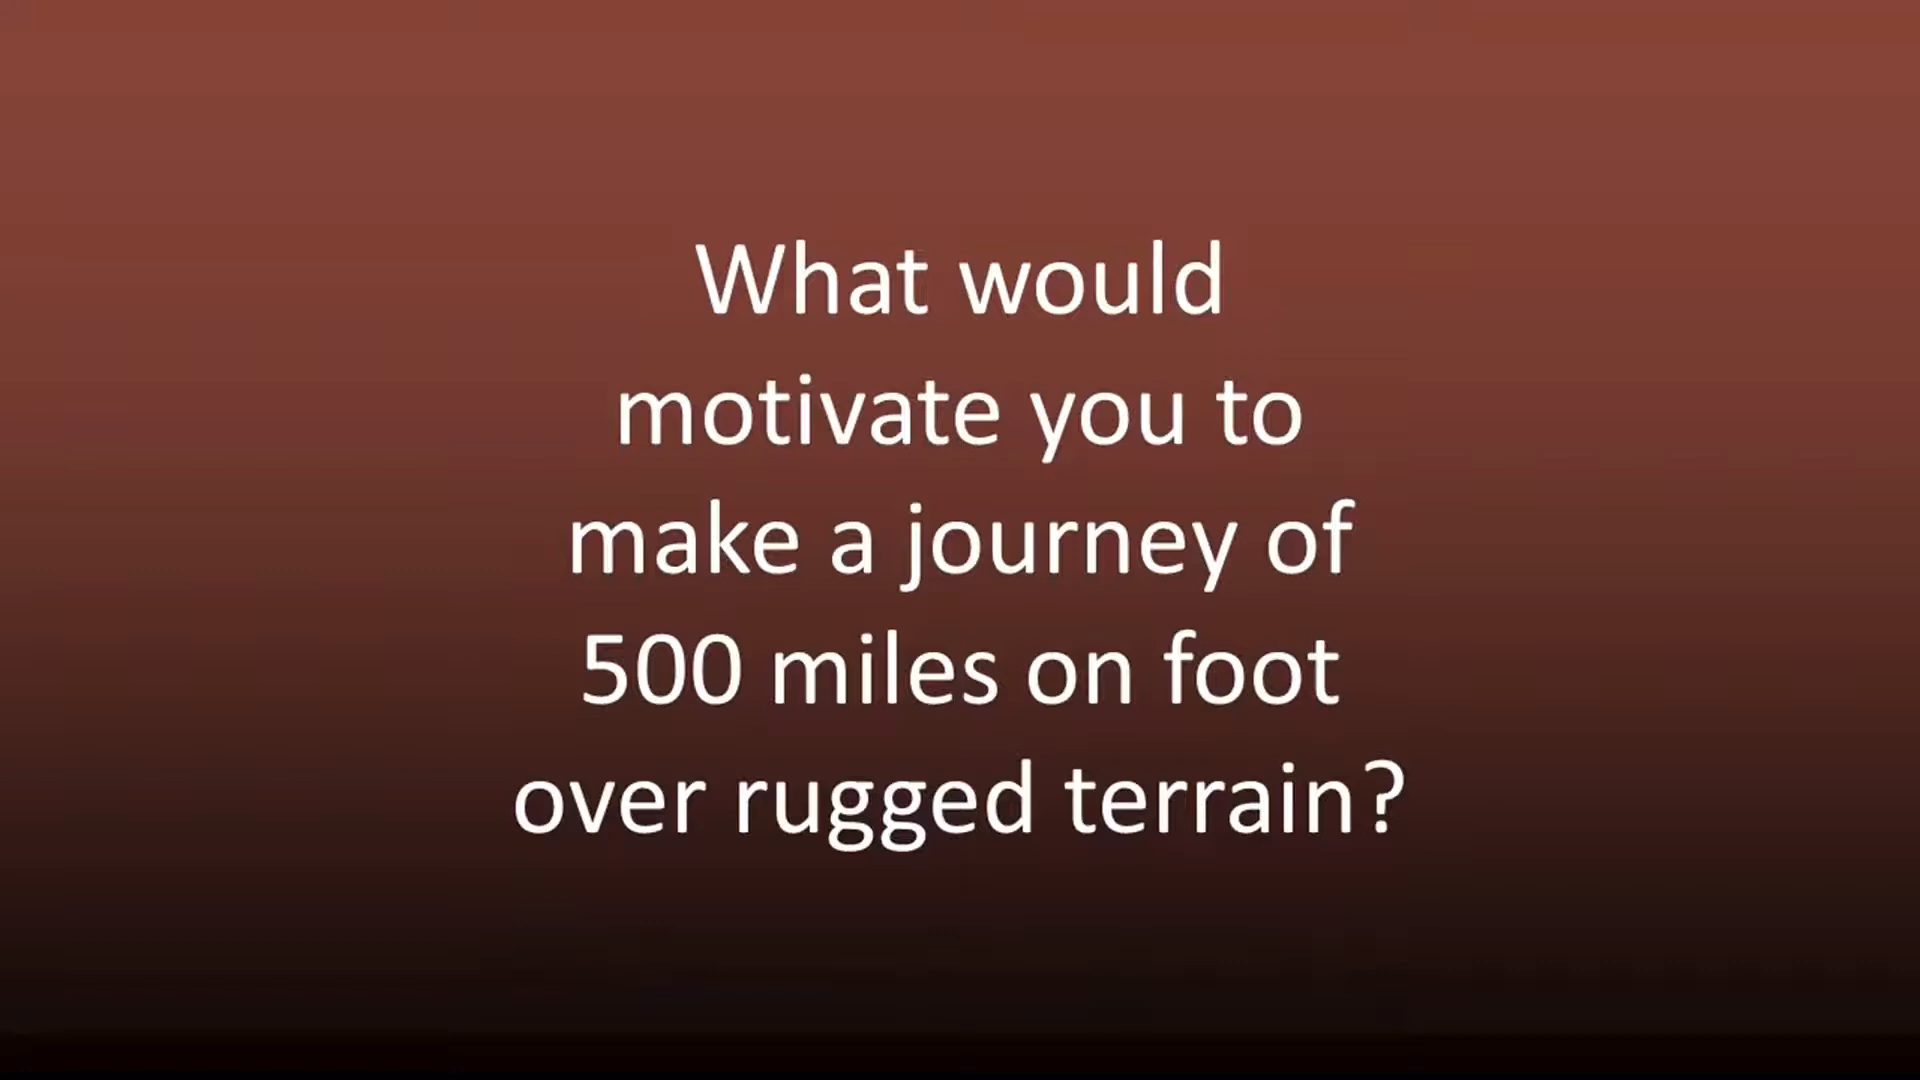 What would
motivate you to
make a journey of
500 miles on foot
over rugged terrain?